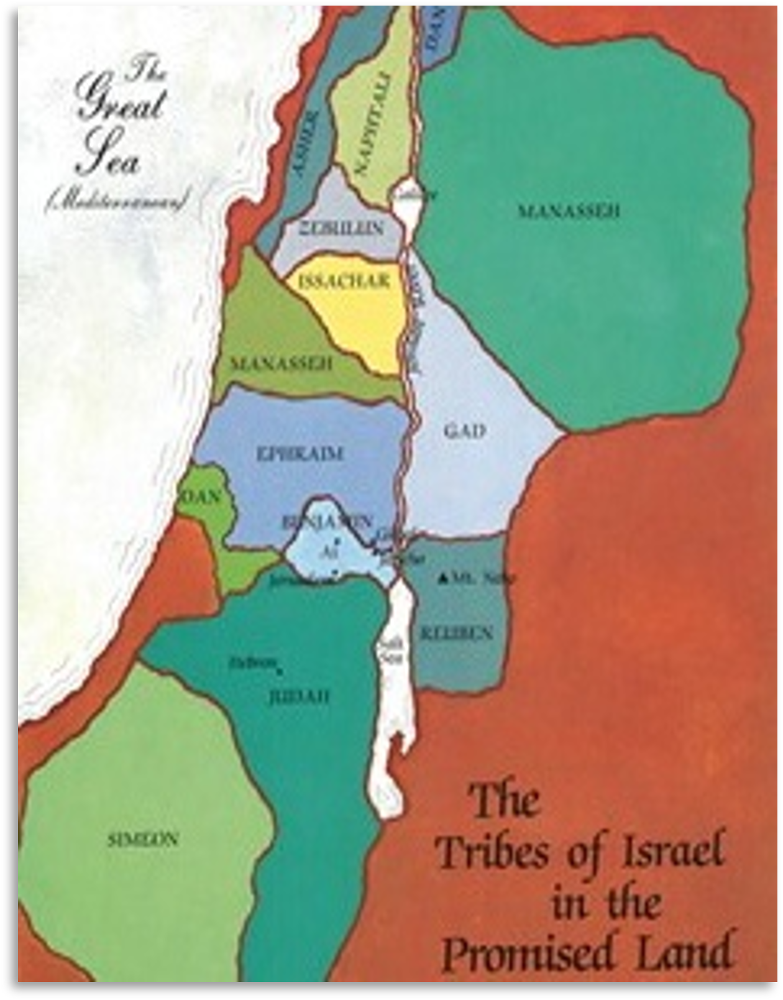 The
Great
Sea
(Mediterranean)
DAN
ASHER
NAPHTALI
MANASSEH
ZEBULUN
ISSACHAR
MANASSEH
GAD
EPHRAIM
DAN
BENJAMIN
Ai
Mt. Nebo
REUBEN
Salt
Sea
Hebron
JUDAH
SIMEON
The
Tribes of Israel
in the
Promised Land